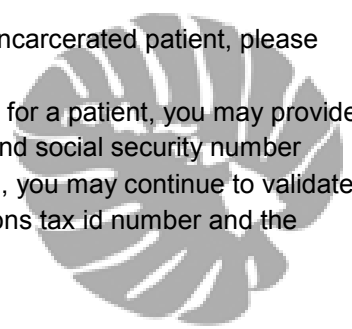 ncarcerated patient, please
for a patient, you may provide
nd social security number
, you may continue to validate
ons tax id number and the